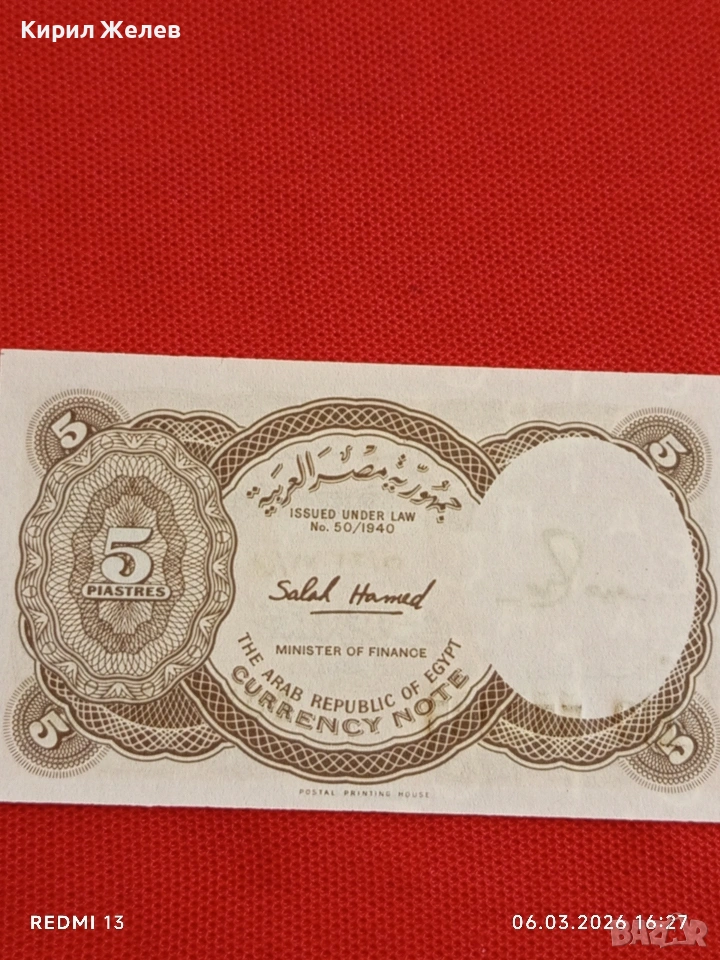 Кирил Желев
5
5
جمهورية مصر العربية
ISSUED UNDER LAW
No. 50/1940
5
PIASTRES
Salah Hamed
MINISTER OF FINANCE
THE ARAB REPUBLIC OF EGYPT
CURRENCY NOTE
5
5
POSTAL PRINTING HOUSE
REDMI 13
06.03.2026 16:27
BAZAR